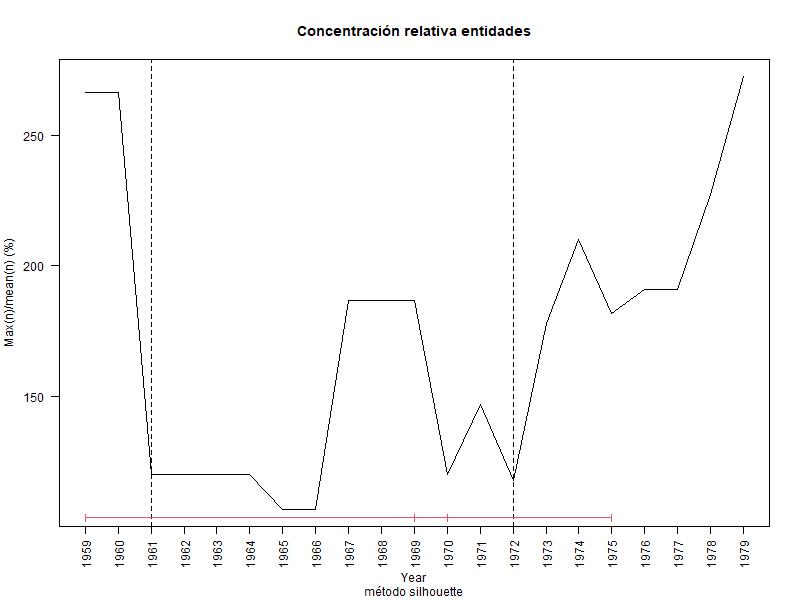 Concentración relativa entidades
Max(n)/mean(n) (%)
250
200
150
1959 1960 1961 1962 1963 1964 1965 1966 1967 1968 1969 1970 1971 1972 1973 1974 1975 1976 1977 1978 1979
Year
método silhouette